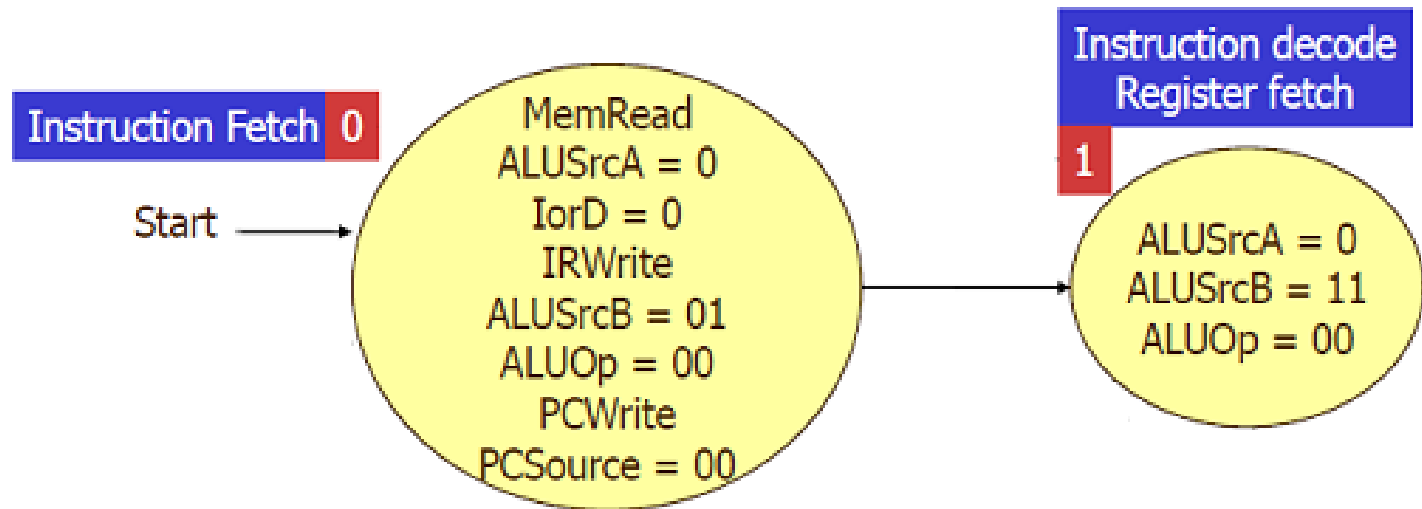 Instruction Fetch 0
Start
MemRead
ALUSrcA = 0
IorD = 0
IRWrite
ALUSrcB = 01
ALUOp = 00
PCWrite
PCSource = 00
Instruction decode
Register fetch
1
ALUSrcA = 0
ALUSrcB = 11
ALUOp = 00